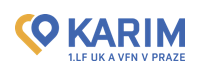 KARIM
1.LF UK A VFN V PRAZE